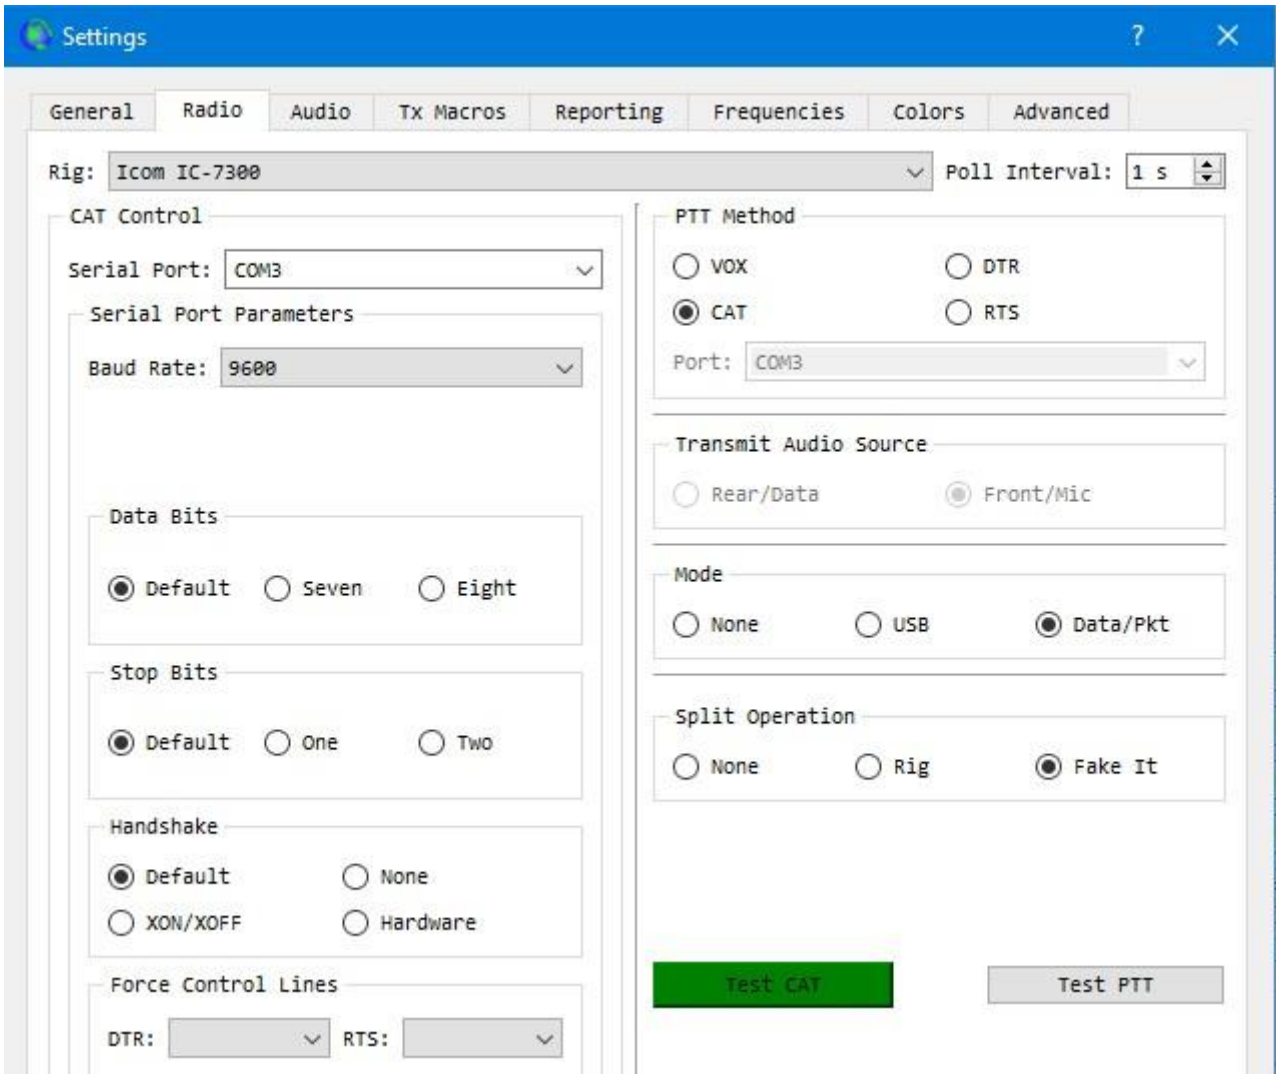 Settings ?
General Radio Audio Tx Macros Reporting Frequencies Colors Advanced
Rig: Icom IC-7300 Poll Interval: 1 s
CAT Control
Serial Port: COM3
Serial Port Parameters
Baud Rate: 9600
Data Bits
Default Seven Eight
Stop Bits
Default One Two
Handshake
Default None
XON/XOFF Hardware
Force Control Lines
DTR: RTS:
PTT Method
VOX DTR
CAT RTS
Port: COM3
Transmit Audio Source
Rear/Data Front/Mic
Mode
None USB Data/Pkt
Split Operation
None Rig Fake It
Test CAT Test PTT